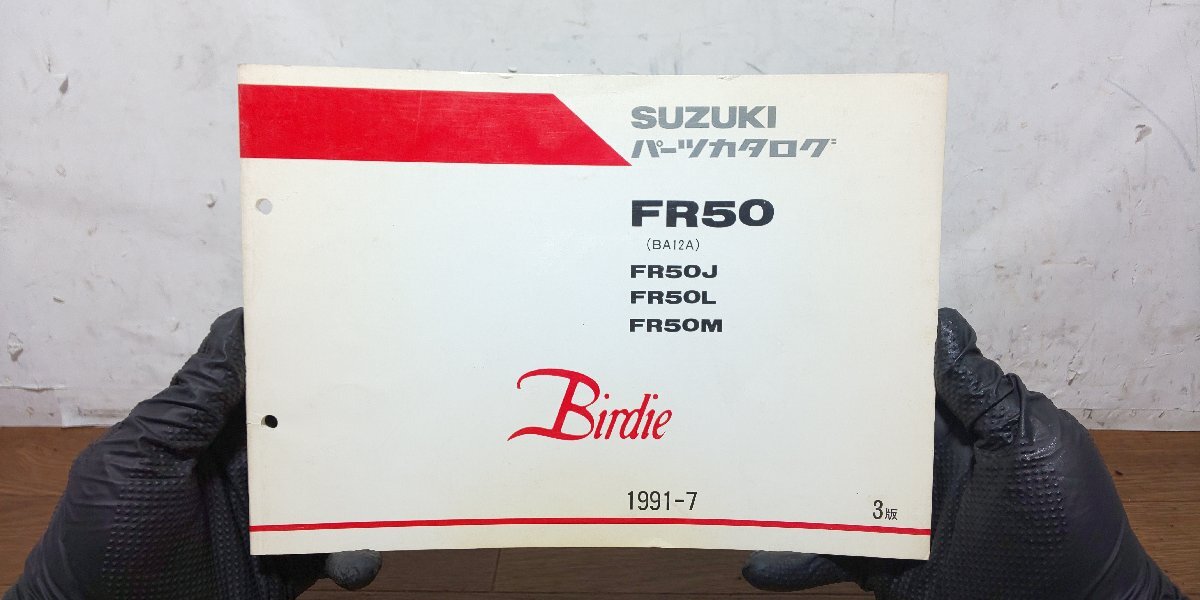 SUZUKI
パーツカタログ
FR50
(BA12A)
FR50J
FR50L
FR50M
Birdie
1991-7
3版